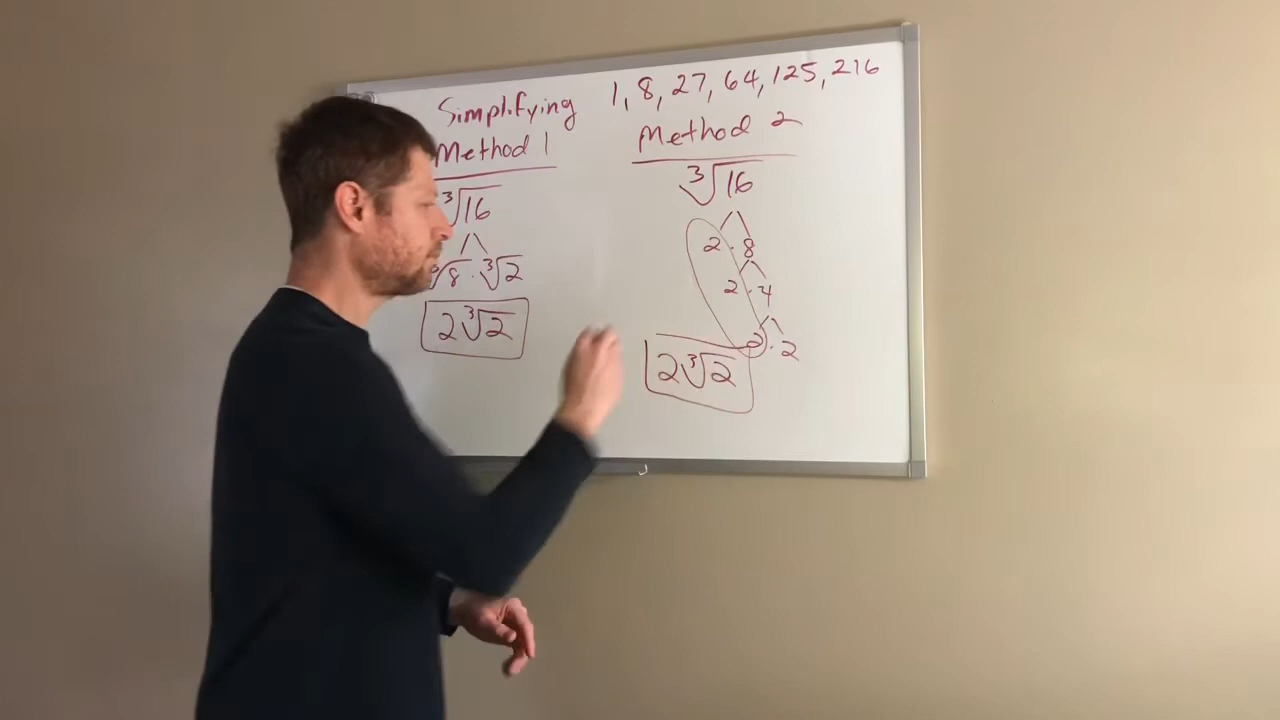 Simplifying 1, 8, 27, 64, 125, 216
Method 1
∛16
∛8 · ∛2
2∛2
Method 2
∛16
2 · 8
2 · 4
2 · 2
2∛2